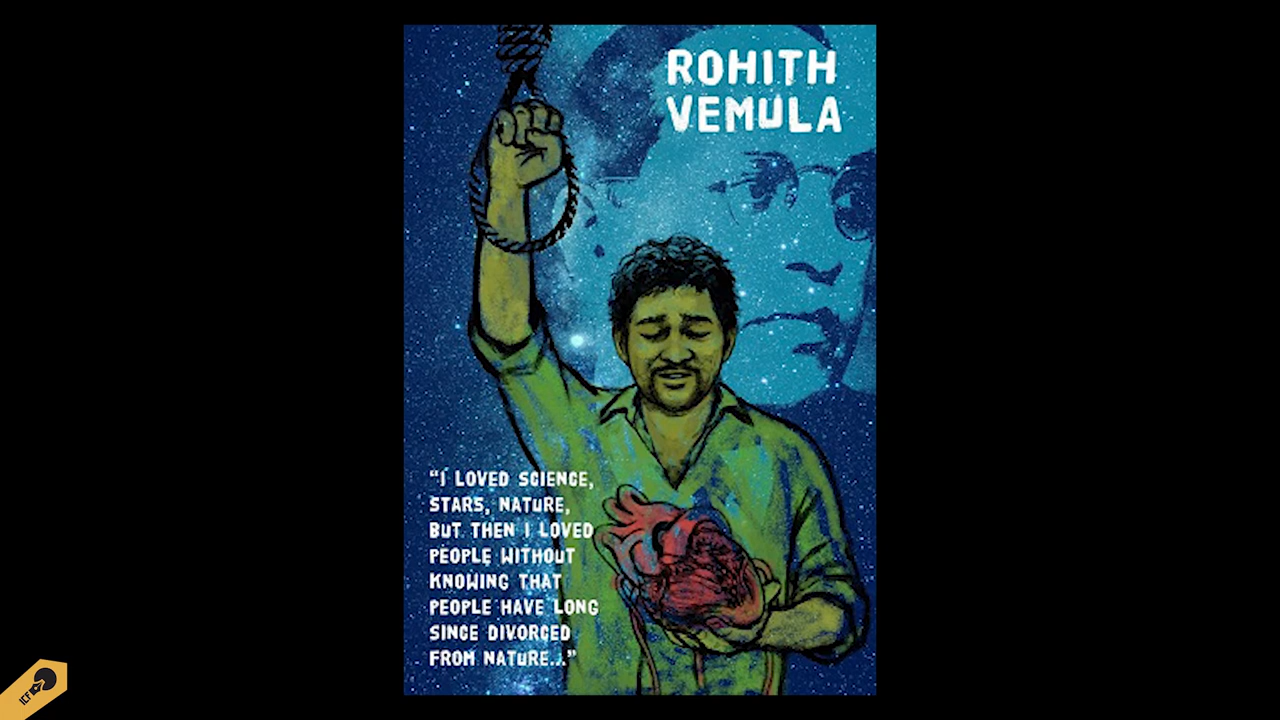 ROHITH
VEMULA
“I LOVED SCIENCE,
STARS, NATURE,
BUT THEN I LOVED
PEOPLE WITHOUT
KNOWING THAT
PEOPLE HAVE LONG
SINCE DIVORCED
FROM NATURE...”
ICF